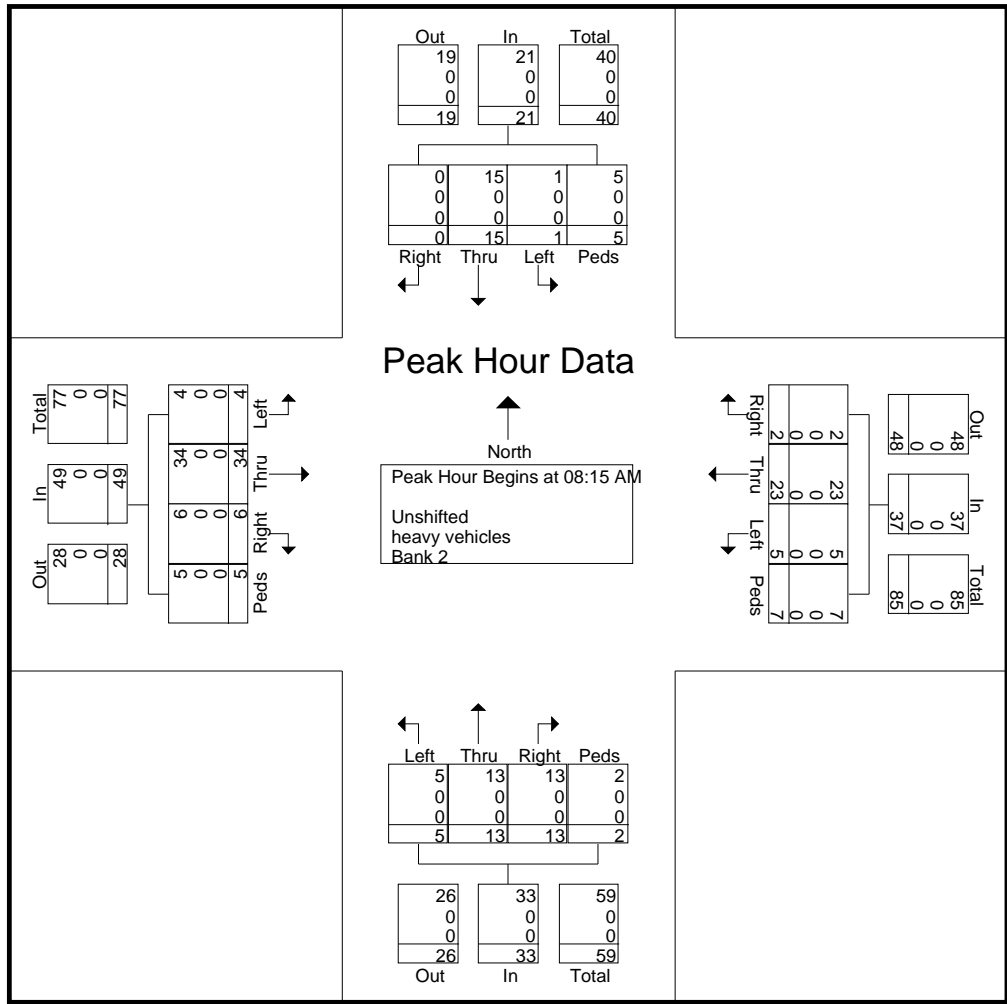 Out In Total
19 21 40
0 0 0
0 0 0
19 21 40
0 15 1 5
0 0 0 0
0 0 0 0
0 15 1 5
Right Thru Left Peds
Peak Hour Data
North
Peak Hour Begins at 08:15 AM
Unshifted
heavy vehicles
Bank 2
Total
77 0 0 77
In
49 0 0 49
Out
28 0 0 28
4 0 0 4
Left
34 0 0 34
Thru
6 0 0 6
Right
5 0 0 5
Peds
Right
2 0 0 2
Thru
23 0 0 23
Left
5 0 0 5
Peds
7 0 0 7
Out
48 0 0 48
In
37 0 0 37
Total
85 0 0 85
Left Thru Right Peds
5 13 13 2
0 0 0 0
0 0 0 0
5 13 13 2
26 33 59
0 0 0
0 0 0
26 33 59
Out In Total